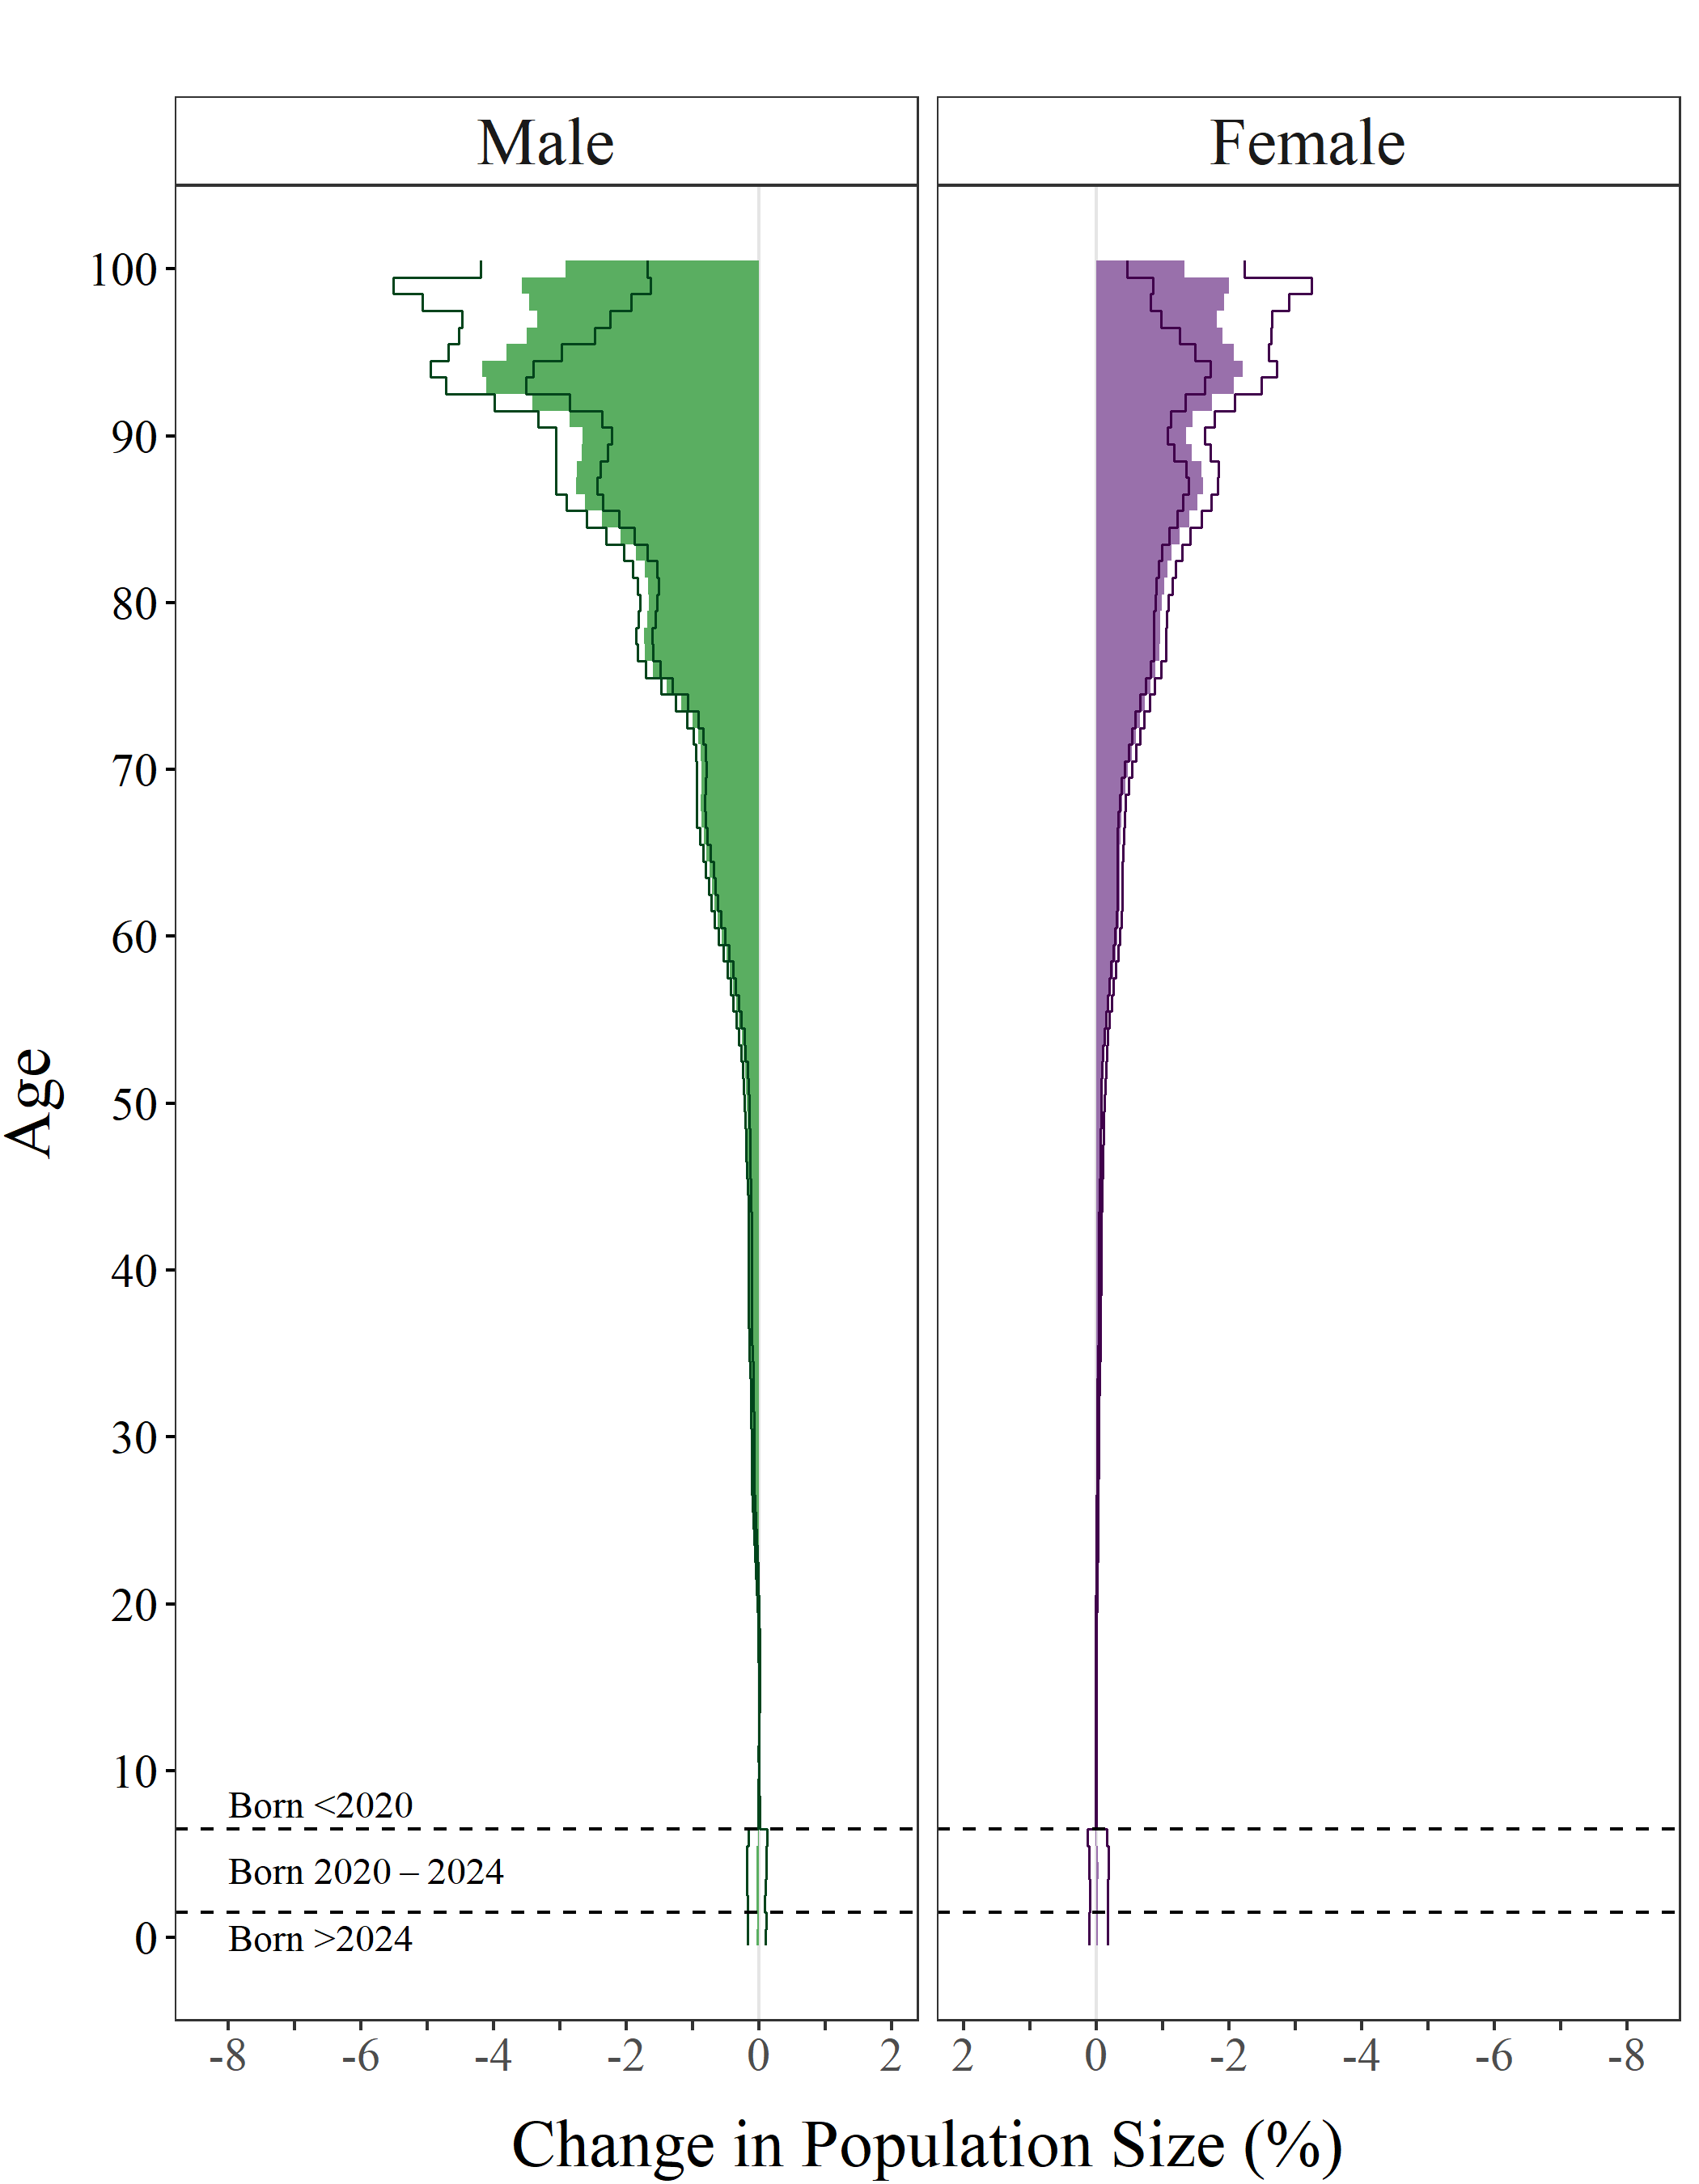 Male
Female
100
90
80
70
60
50
40
30
20
10
0
Age
Born <2020
Born 2020 – 2024
Born >2024
-8 -6 -4 -2 0 2
2 0 -2 -4 -6 -8
Change in Population Size (%)